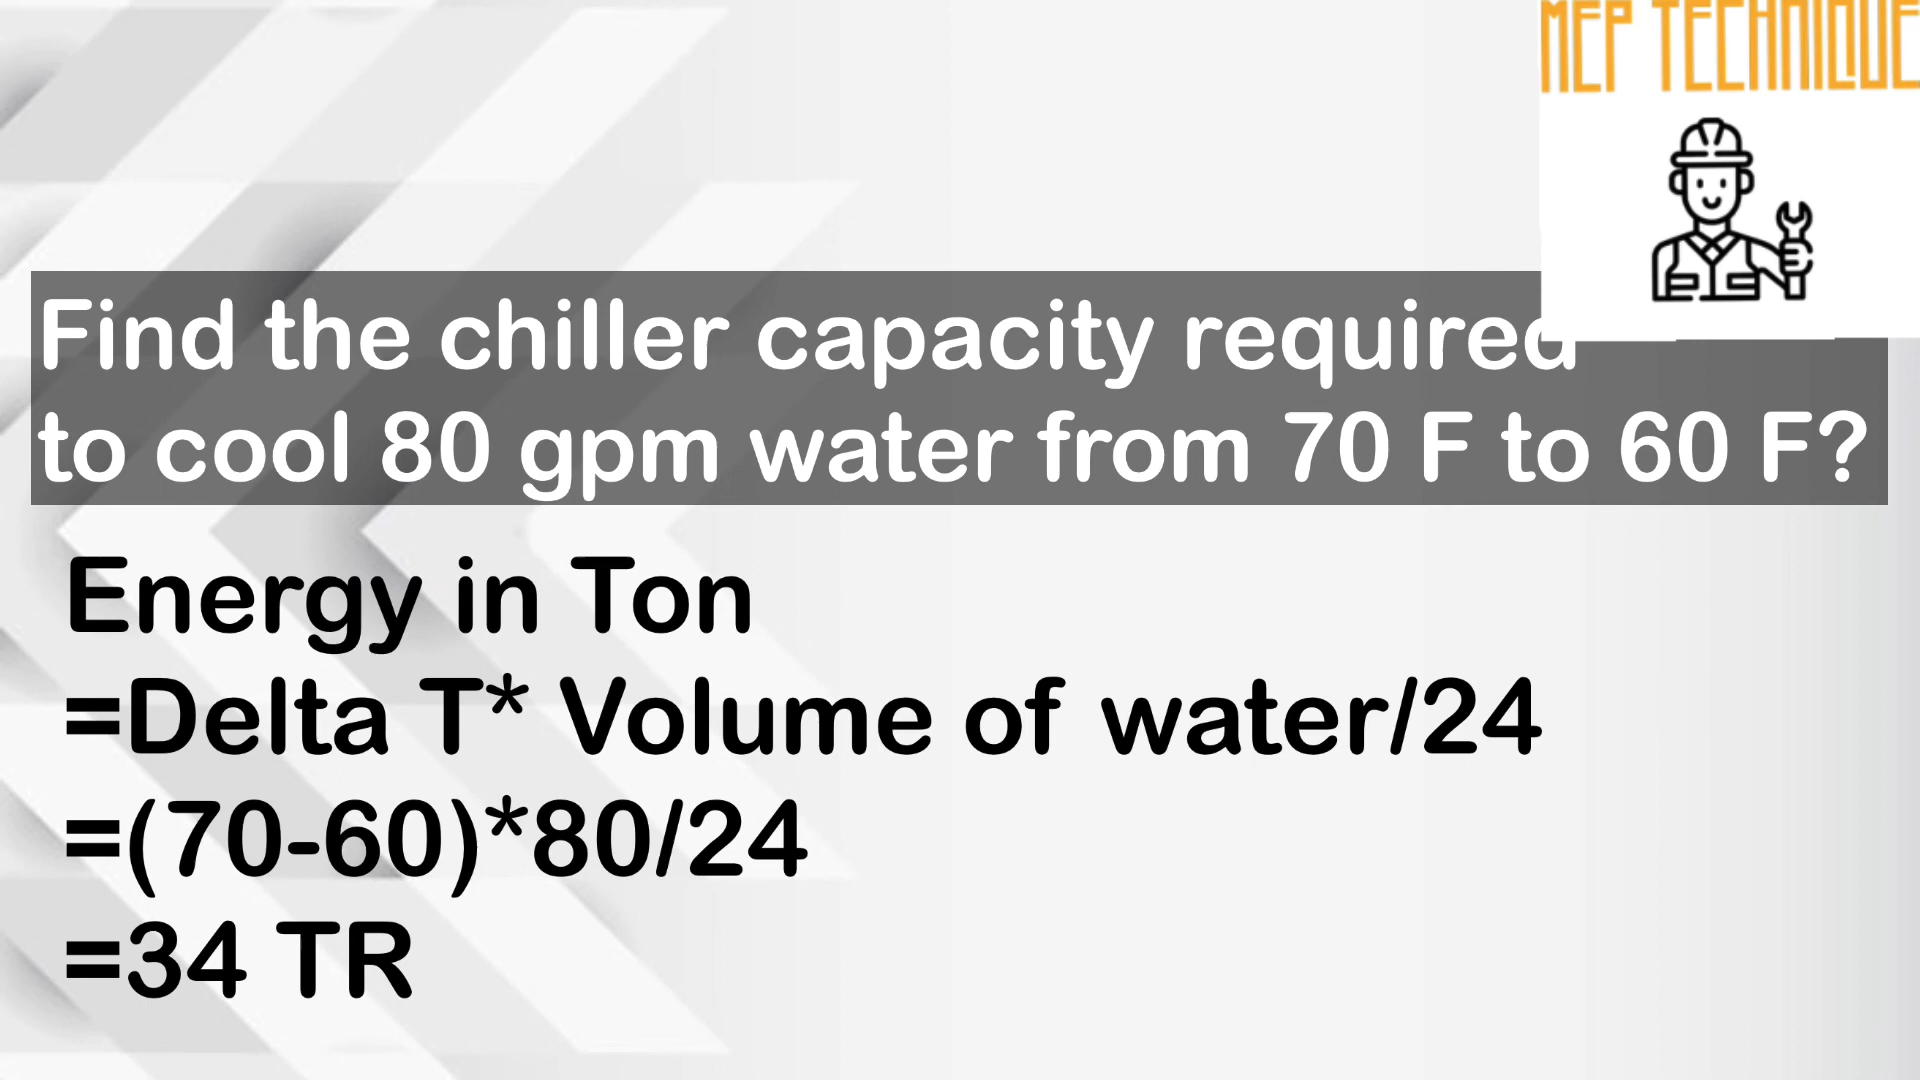 MEP TECHNIQUE
Find the chiller capacity required
to cool 80 gpm water from 70 F to 60 F?
Energy in Ton
=Delta T* Volume of water/24
=(70-60)*80/24
=34 TR